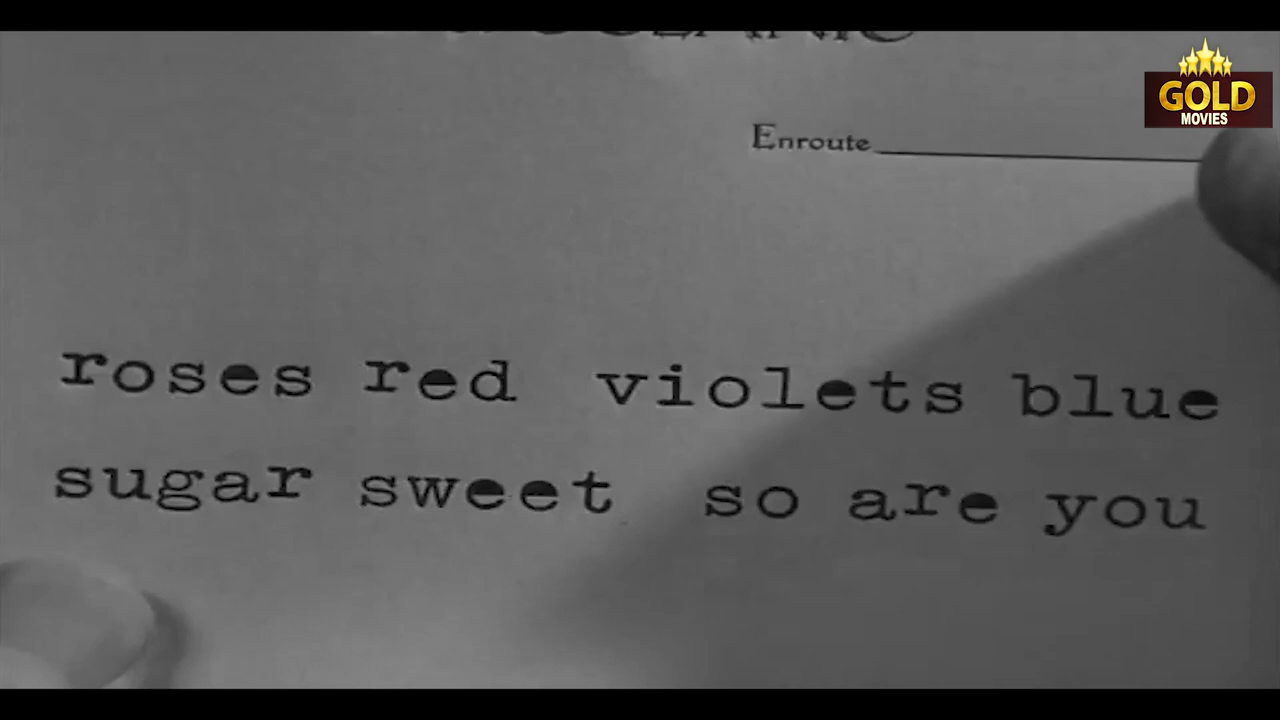 GOLD
MOVIES
Enroute
roses red violets blue
sugar sweet so are you